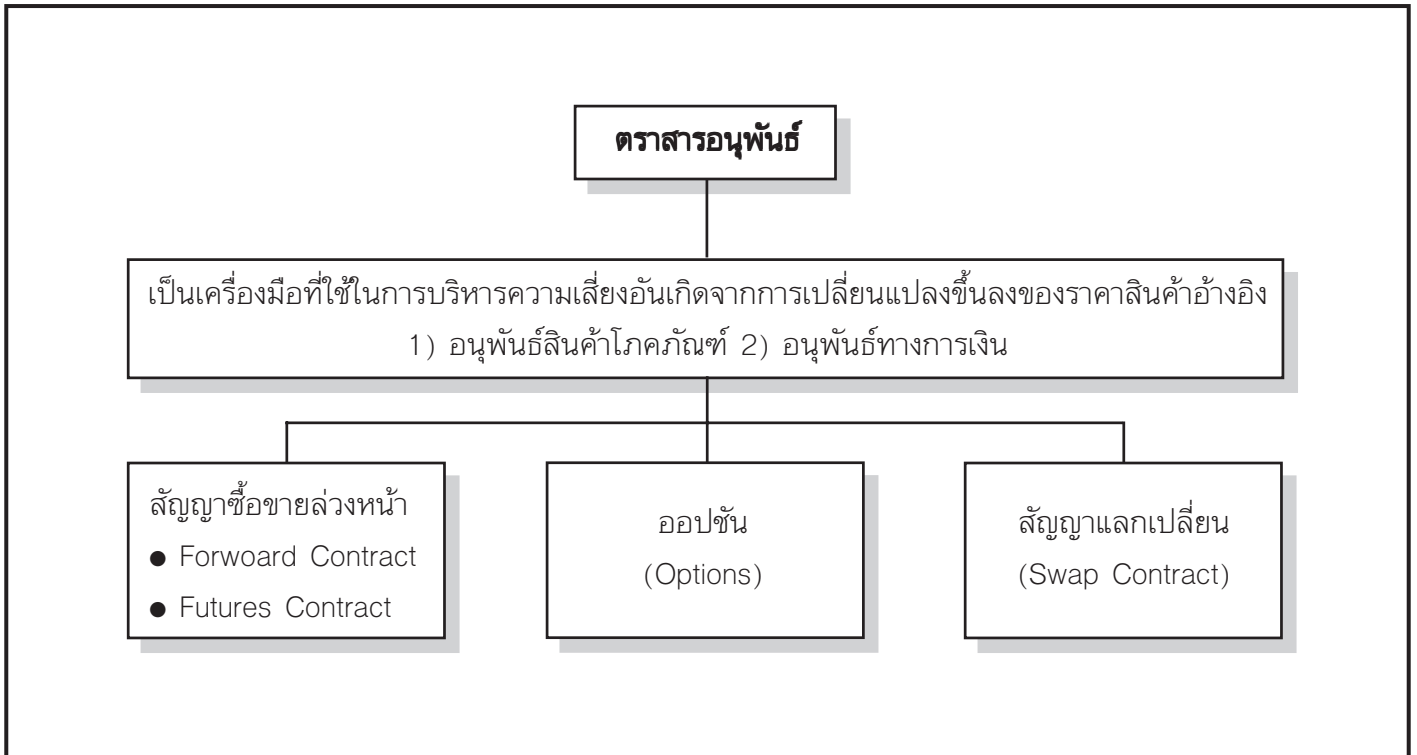 ตราสารอนุพันธ์
เป็นเครื่องมือที่ใช้ในการบริหารความเสี่ยงอันเกิดจากการเปลี่ยนแปลงขึ้นลงของราคาสินค้าอ้างอิง
1) อนุพันธ์สินค้าโภคภัณฑ์ 2) อนุพันธ์ทางการเงิน
สัญญาซื้อขายล่วงหน้า
● Forwoard Contract
● Futures Contract
ออปชัน
(Options)
สัญญาแลกเปลี่ยน
(Swap Contract)